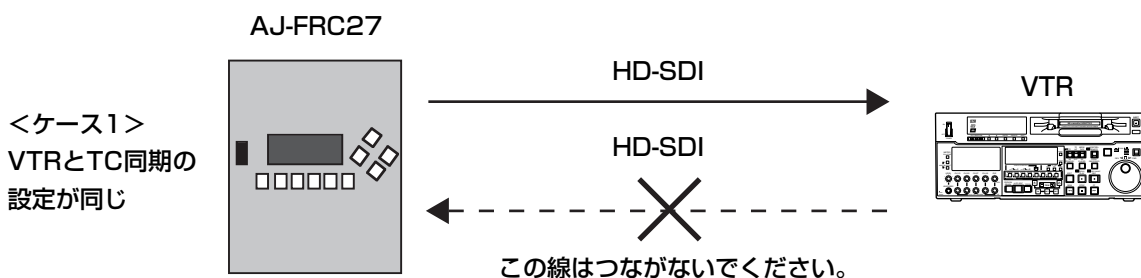 AJ-FRC27
HD-SDI
VTR
<ケース1>
VTRとTC同期の
設定が同じ
HD-SDI
この線はつながないでください。